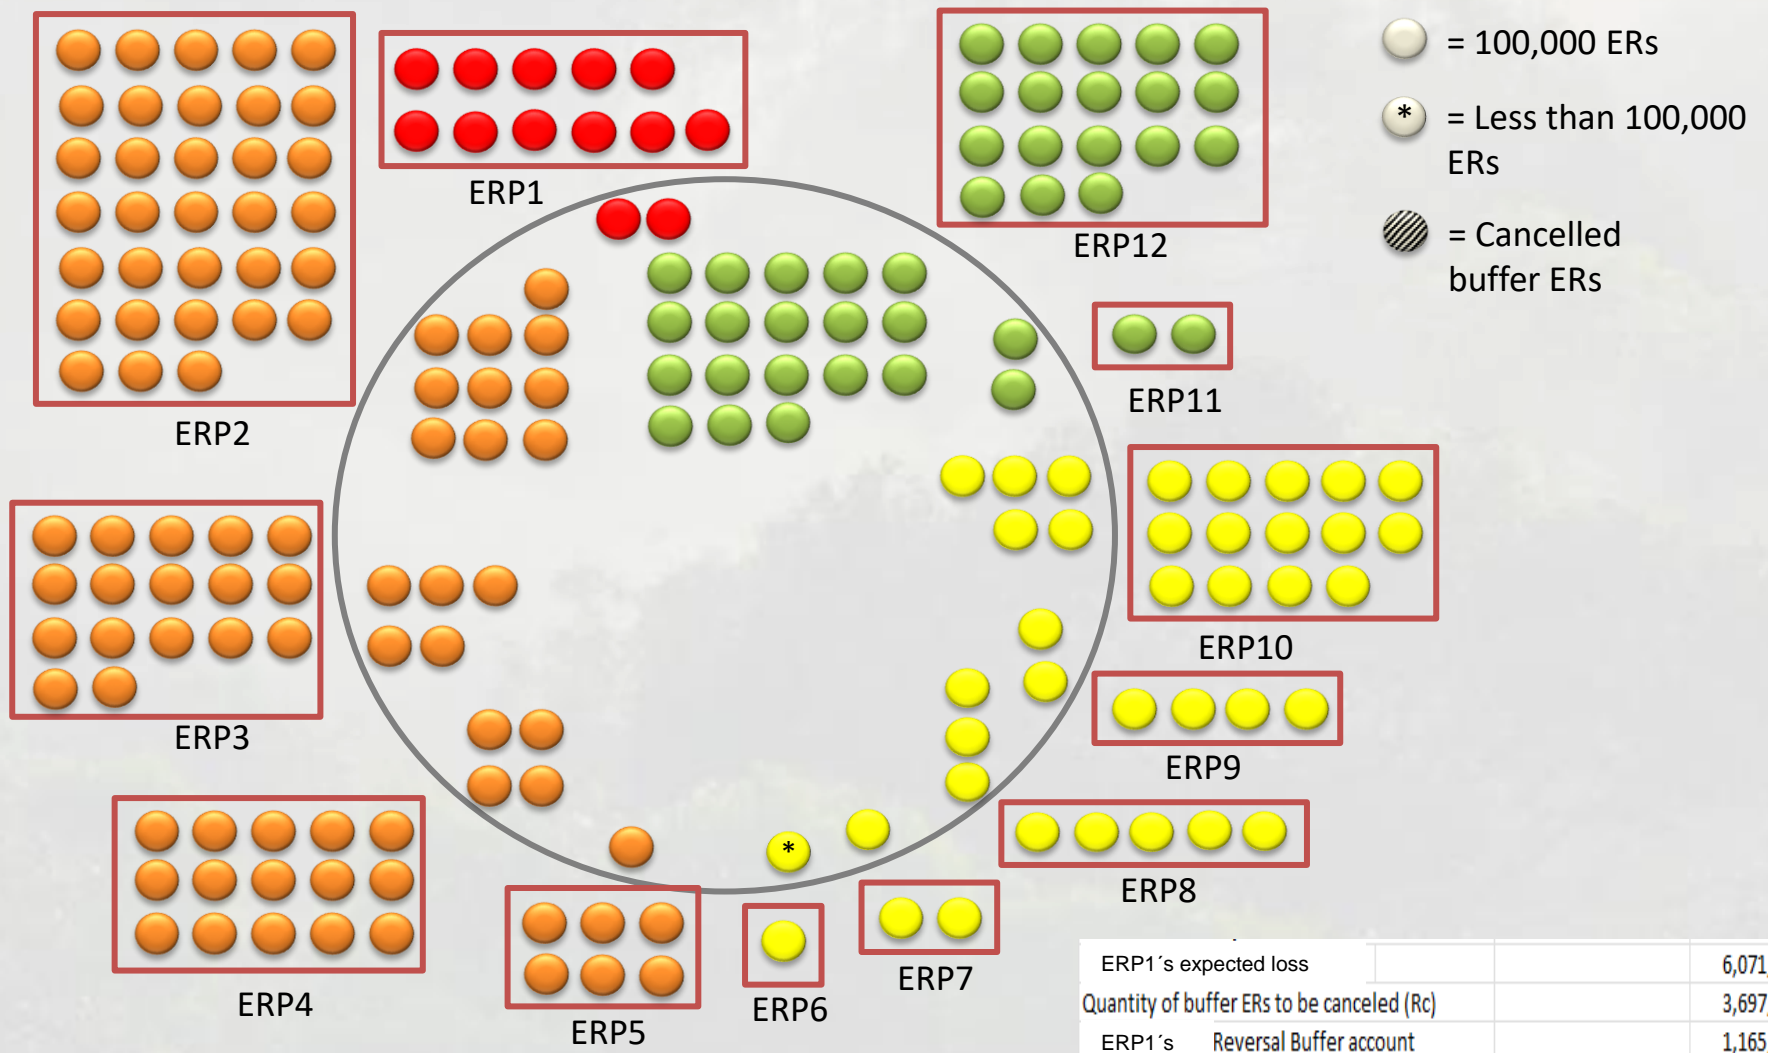 = 100,000 ERs
* = Less than 100,000
ERs
= Cancelled
buffer ERs
ERP1
ERP2
ERP12
ERP11
ERP3
ERP10
ERP9
ERP4
ERP5
*
ERP6
ERP7
ERP8
ERP1´s expected loss 6,071,
Quantity of buffer ERs to be canceled (Rc) 3,697,
ERP1´s Reversal Buffer account 1,165